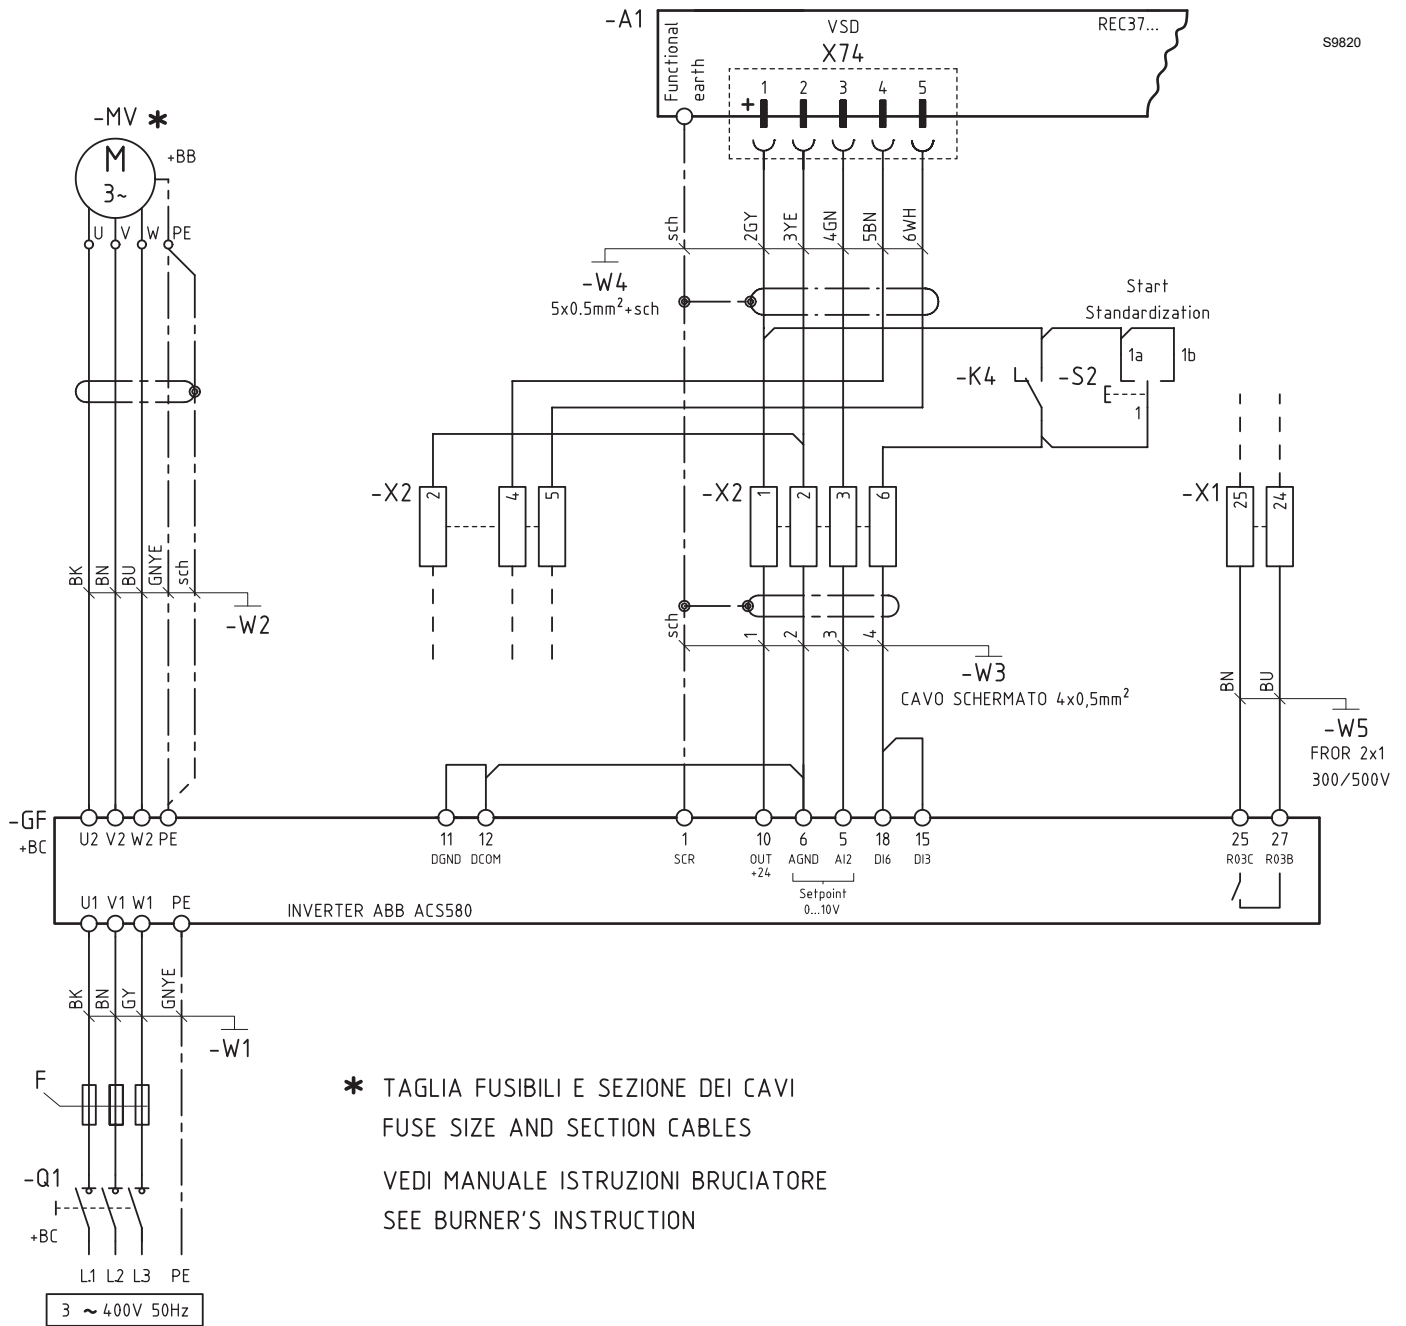 -A1
VSD
REC37...
S9820
X74
Functional
earth
+ 1 2 3 4 5
-MV *
M
3~
+BB
U V W PE
sch 2GY 3YE 4GN 5BN 6WH
-W4
5x0.5mm²+sch
Start
Standardization
1a 1b
-K4 -S2
1
-X2 2 4 5
-X2 1 2 3 6
-X1 25 24
BK BN BU GNYE sch
-W2
sch 1 2 3 4
-W3
CAVO SCHERMATO 4x0,5mm²
BN BU
-W5
FROR 2x1
300/500V
-GF
+BC
U2 V2 W2 PE
11 12 1 10 6 5 18 15 25 27
DGND DCOM SCR OUT AGND AI2 DI6 DI3 R03C R03B
+24
Setpoint
0...10V
U1 V1 W1 PE
INVERTER ABB ACS580
BK BN GY GNYE
-W1
F
-Q1
+BC
L1 L2 L3 PE
3 ~ 400V 50Hz
* TAGLIA FUSIBILI E SEZIONE DEI CAVI
FUSE SIZE AND SECTION CABLES
VEDI MANUALE ISTRUZIONI BRUCIATORE
SEE BURNER'S INSTRUCTION